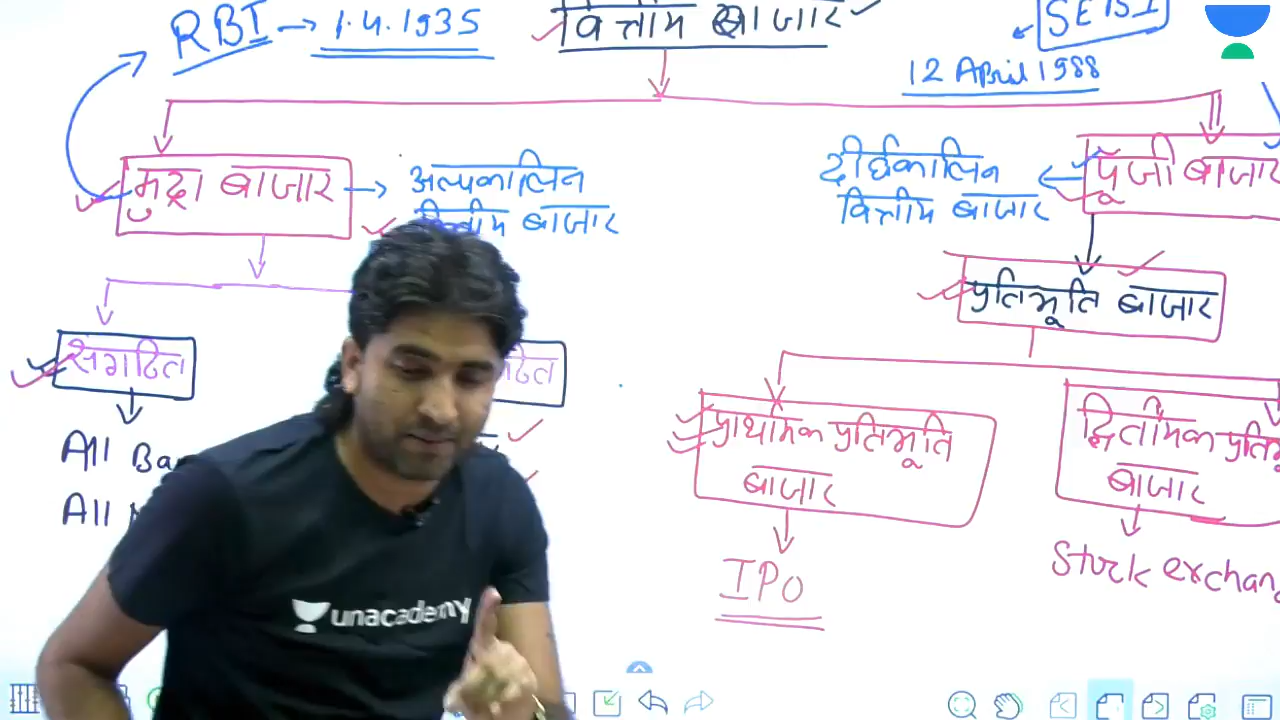 RBI → 1.4.1935
वित्तीय बाजार
SEBI
12 April 1988
मुद्रा बाजार
अल्पकालिन
वित्तीय बाजार
दीर्घकालिन
वित्तीय बाजार
पूँजी बाजार
प्रतिभूति बाजार
संगठित
प्राथमिक प्रतिभूति
बाजार
द्वितीयक
बाजार
All
All
IPO
Stock
unacademy